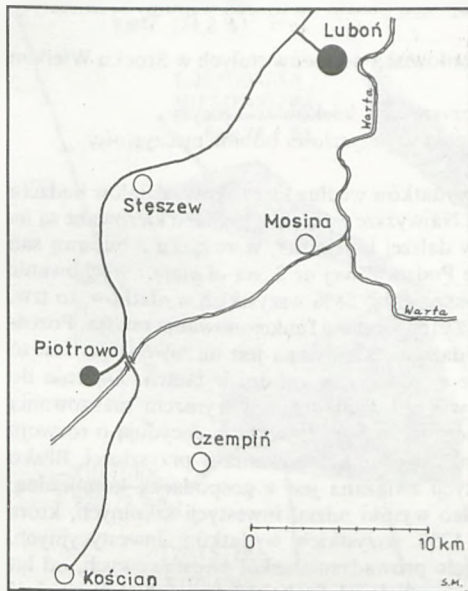 Luboń
Warta
Stęszew
Mosina
Warta
Piotrowo
Czempiń
0 10 km
Kościan
S.M.